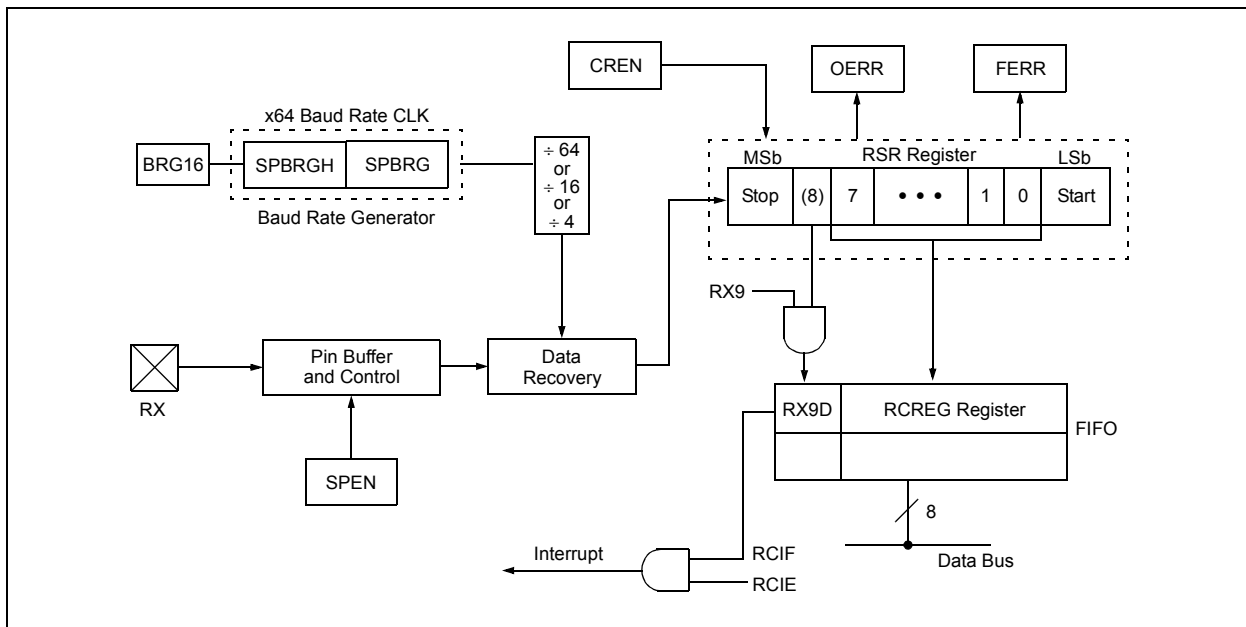 CREN
OERR
FERR
x64 Baud Rate CLK
BRG16
SPBRGH
SPBRG
Baud Rate Generator
÷ 64
or
÷ 16
or
÷ 4
MSb
RSR Register
LSb
Stop
(8)
7
• • •
1
0
Start
RX9
RX
Pin Buffer
and Control
Data
Recovery
SPEN
RX9D
RCREG Register
FIFO
8
Data Bus
Interrupt
RCIF
RCIE